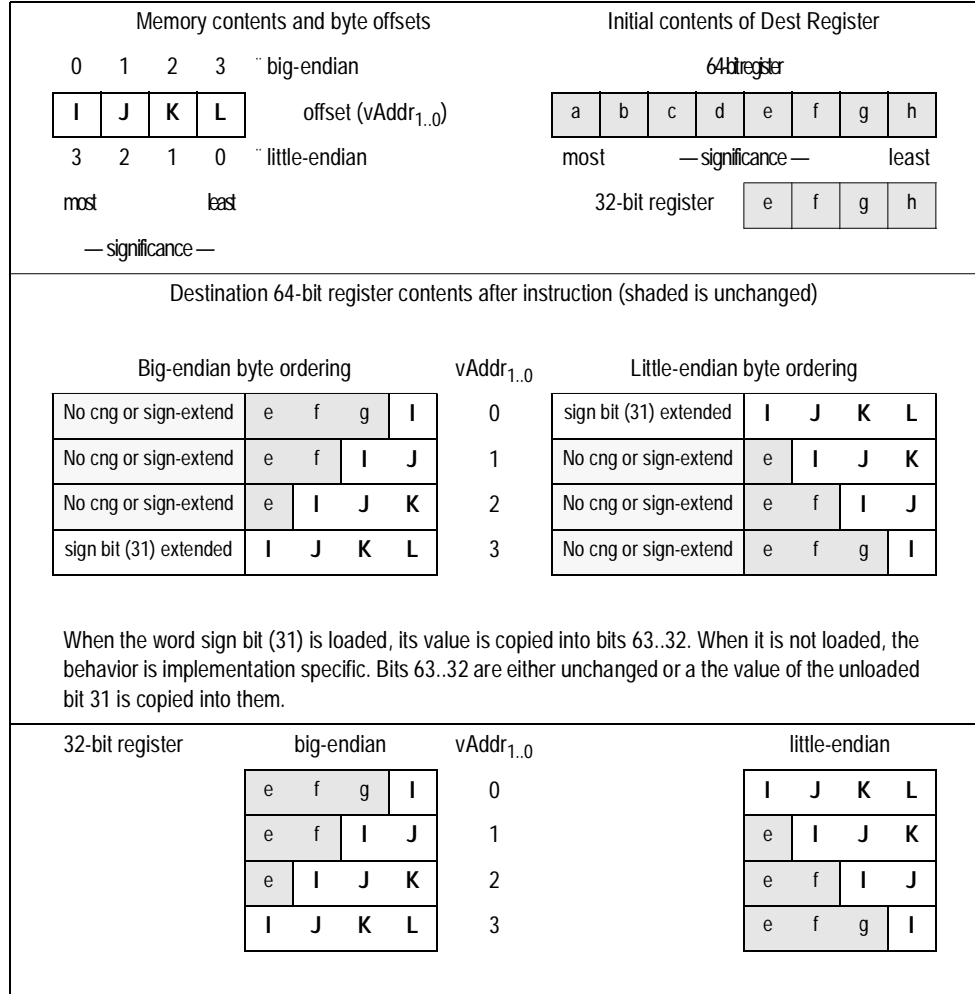 Memory contents and byte offsets
Initial contents of Dest Register
0 1 2 3 ¨ big-endian
64-bit register
I J K L offset (vAddr1..0)
a b c d e f g h
3 2 1 0 ¨ little-endian
most — significance — least
most least
32-bit register e f g h
— significance —
Destination 64-bit register contents after instruction (shaded is unchanged)
Big-endian byte ordering vAddr1..0 Little-endian byte ordering
No cng or sign-extend e f g I 0 sign bit (31) extended I J K L
No cng or sign-extend e f I J 1 No cng or sign-extend e I J K
No cng or sign-extend e I J K 2 No cng or sign-extend e f I J
sign bit (31) extended I J K L 3 No cng or sign-extend e f g I
When the word sign bit (31) is loaded, its value is copied into bits 63..32. When it is not loaded, the
behavior is implementation specific. Bits 63..32 are either unchanged or a the value of the unloaded
bit 31 is copied into them.
32-bit register big-endian vAddr1..0 little-endian
e f g I 0 I J K L
e f I J 1 e I J K
e I J K 2 e f I J
I J K L 3 e f g I